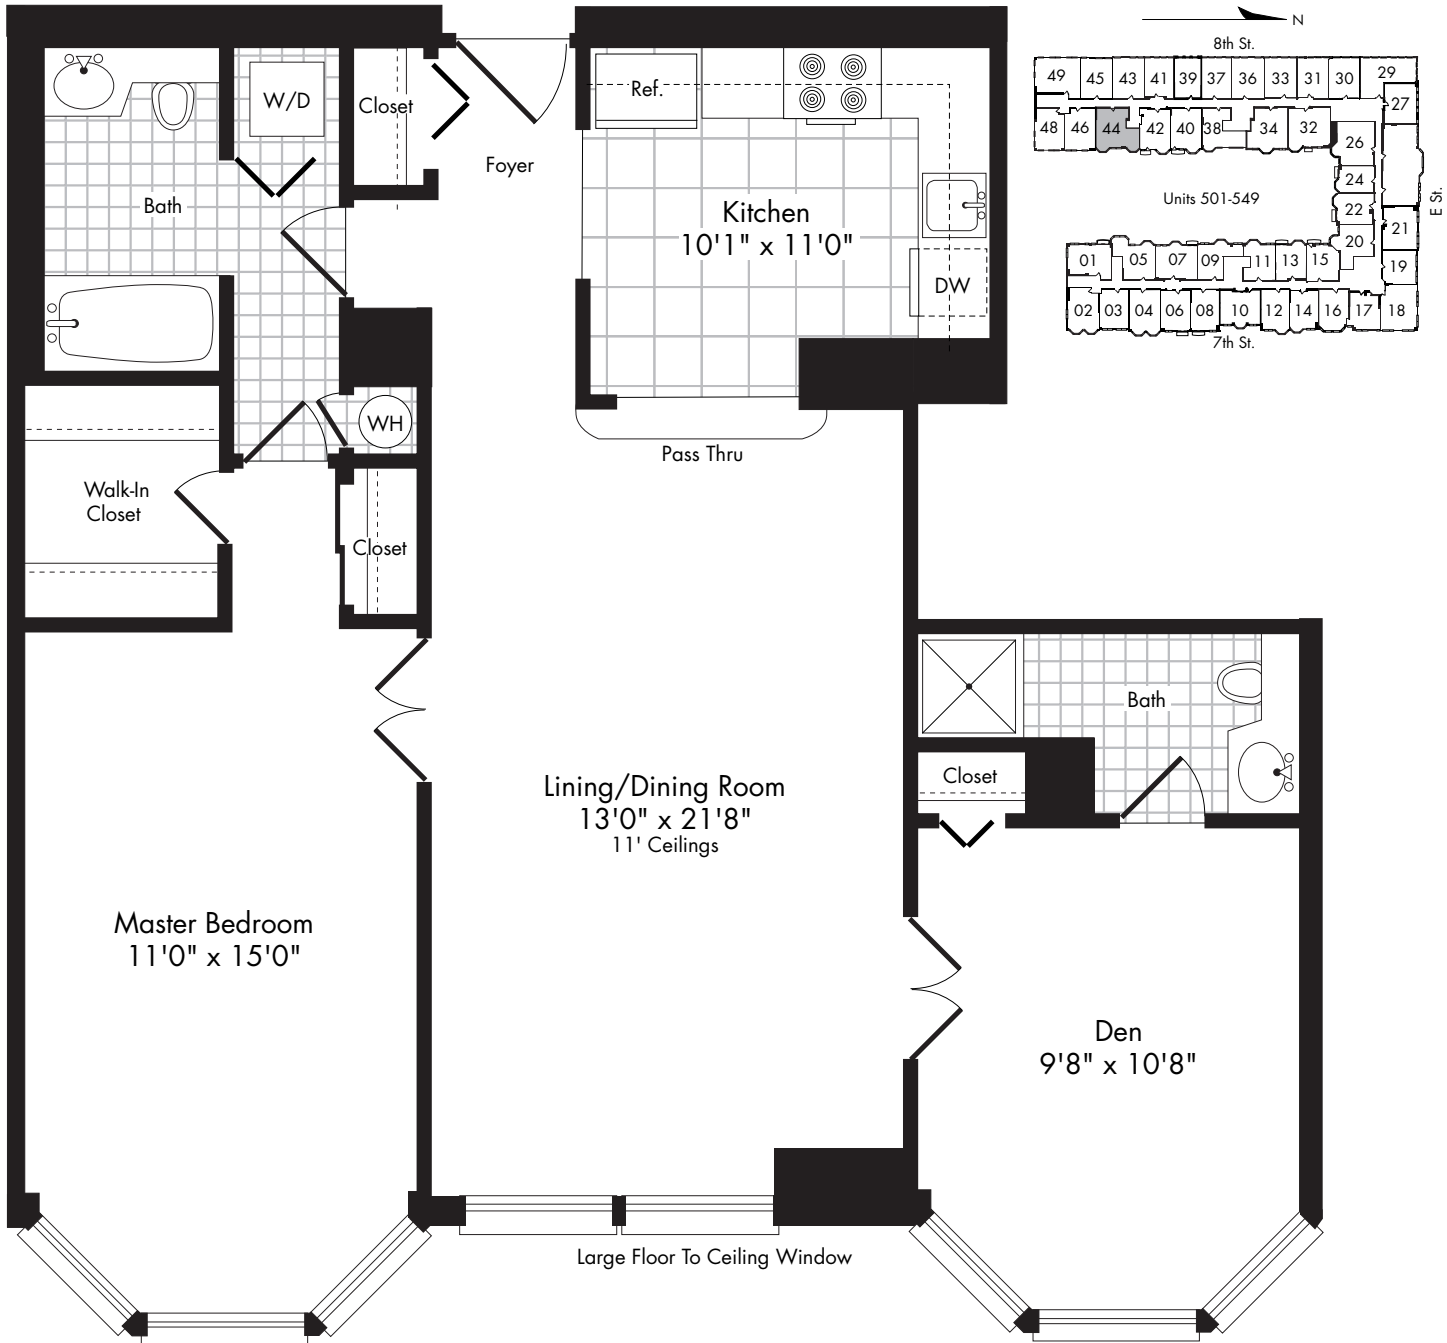 N
8th St.
49 45 43 41 39 37 36 33 31 30 29
27
48 46 44 42 40 38 34 32
26
24
22
20
21
19
E St.
Units 501-549
01 05 07 09 11 13 15
02 03 04 06 08 10 12 14 16 17 18
7th St.
W/D
Closet
Ref.
Foyer
Bath
Kitchen
10'1" x 11'0"
DW
WH
Pass Thru
Walk-In
Closet
Closet
Bath
Closet
Lining/Dining Room
13'0" x 21'8"
11' Ceilings
Master Bedroom
11'0" x 15'0"
Den
9'8" x 10'8"
Large Floor To Ceiling Window